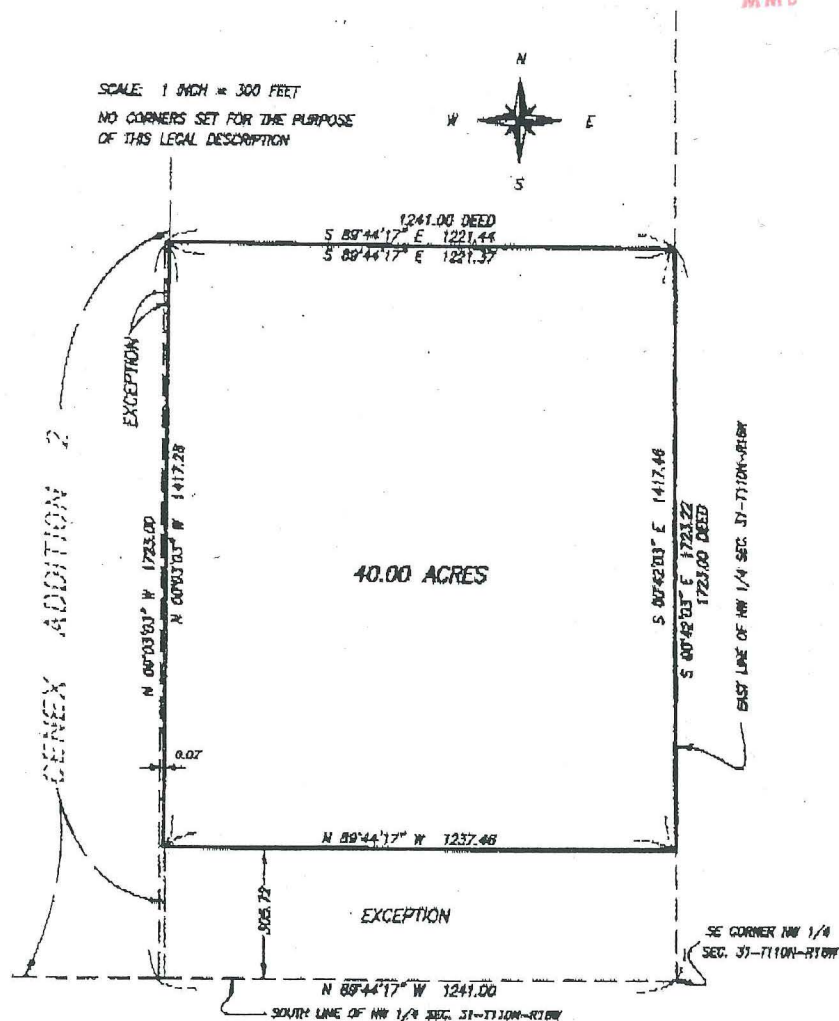 SCALE: 1 INCH = 300 FEET
NO CORNERS SET FOR THE PURPOSE
OF THIS LEGAL DESCRIPTION
N
W
E
S
1241.00 DEED
S 89°44'17" E 1221.44
S 89°44'17" E 1221.37
EXCEPTION
CENEX ADDITION 2
N 00°03'03" W 1723.00
N 00°03'03" W 1417.28
40.00 ACRES
S 00°42'03" E 1417.46
S 00°42'03" E 1723.22
1723.00 DEED
EAST LINE OF NW 1/4 SEC. 31-T110N-R18W
0.07
N 89°44'17" W 1237.46
305.72
EXCEPTION
SE CORNER NW 1/4
SEC. 31-T110N-R18W
N 89°44'17" W 1241.00
SOUTH LINE OF NW 1/4 SEC. 31-T110N-R18W